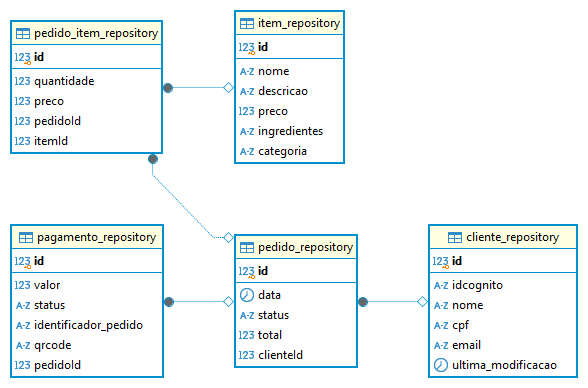 pedido_item_repository
123 id
123 quantidade
123 preco
123 pedidoId
123 itemId
item_repository
123 id
A-Z nome
A-Z descricao
123 preco
A-Z ingredientes
A-Z categoria
pagamento_repository
123 id
123 valor
A-Z status
A-Z identificador_pedido
A-Z qrcode
123 pedidoId
pedido_repository
123 id
data
A-Z status
123 total
123 clienteId
cliente_repository
123 id
A-Z idcognito
A-Z nome
A-Z cpf
A-Z email
ultima_modificacao